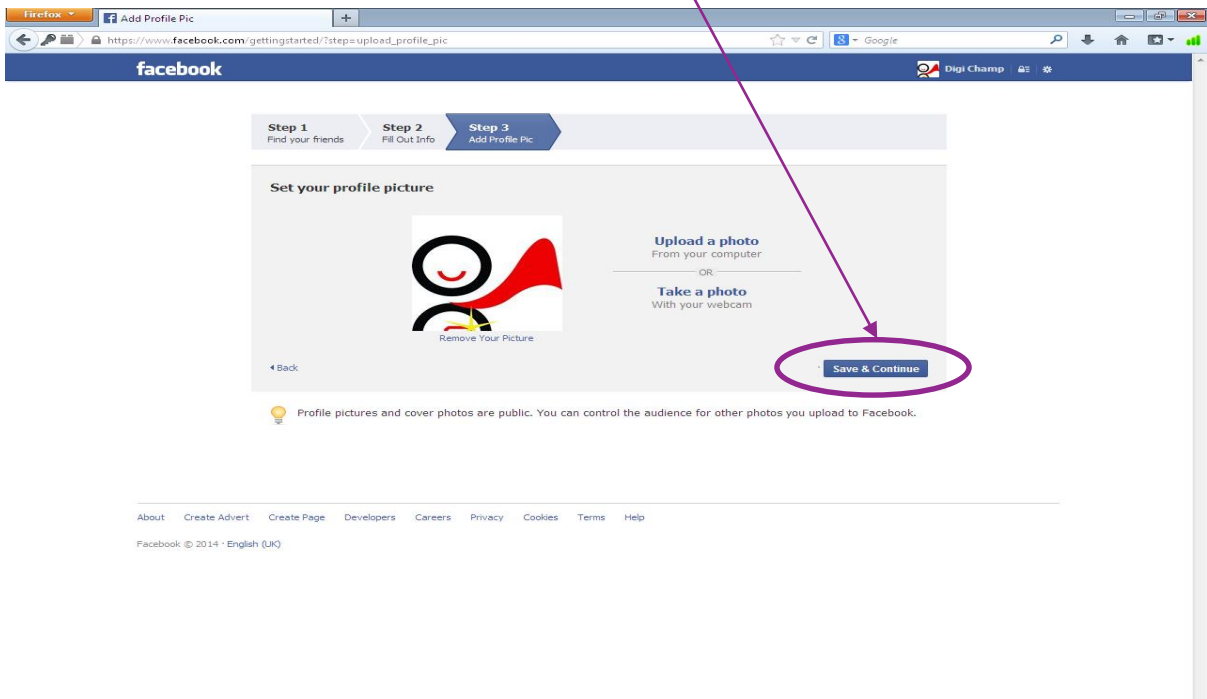 Firefox
Add Profile Pic
https://www.facebook.com/gettingstarted/?step=upload_profile_pic
Google
facebook
Digi Champ
Step 1
Find your friends
Step 2
Fill Out Info
Step 3
Add Profile Pic
Set your profile picture
Upload a photo
From your computer
OR
Take a photo
With your webcam
Remove Your Picture
Back
Save & Continue
Profile pictures and cover photos are public. You can control the audience for other photos you upload to Facebook.
About Create Advert Create Page Developers Careers Privacy Cookies Terms Help
Facebook © 2014 · English (UK)